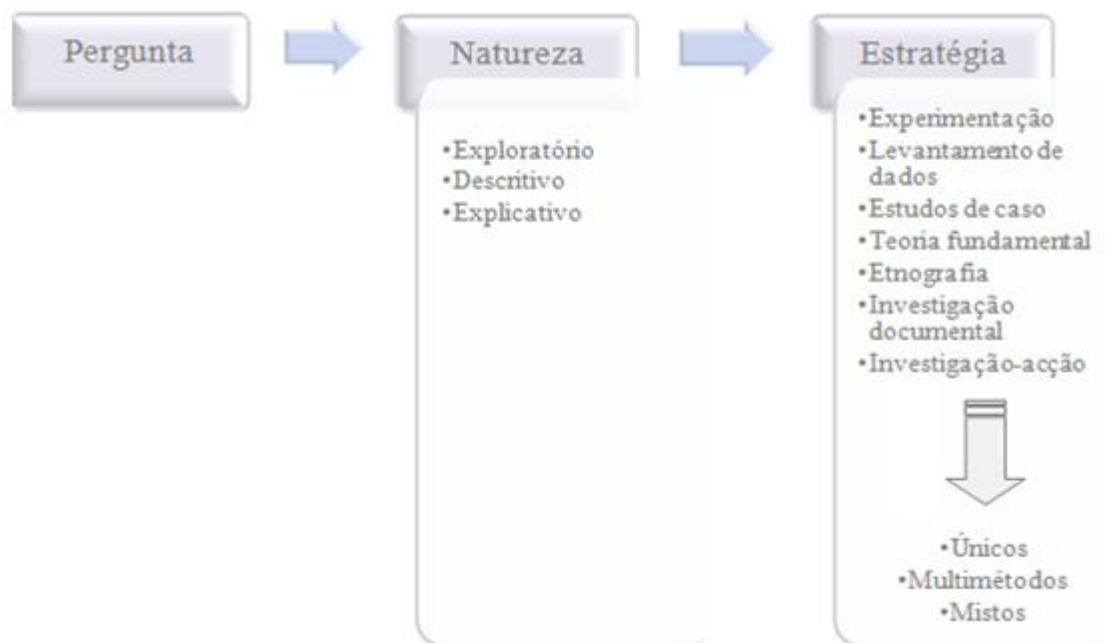 Pergunta
Natureza
•Exploratório
•Descritivo
•Explicativo
Estratégia
•Experimentação
•Levantamento de
dados
•Estudos de caso
•Teoria fundamental
•Etnografia
•Investigação
documental
•Investigação-acção
•Únicos
•Multimétodos
•Mistos